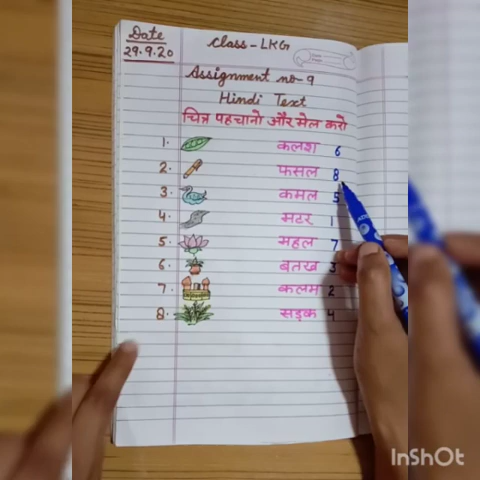 Date
29.9.20
Class - LKG
Assignment no-9
Hindi Text
चित्र पहचानो और मेल करो
1. कलश 6
2. फसल 8
3. कमल 5
4. मटर 1
5. महल 7
6. बतख 3
7. कलम 2
8. सड़क 4
InShOt